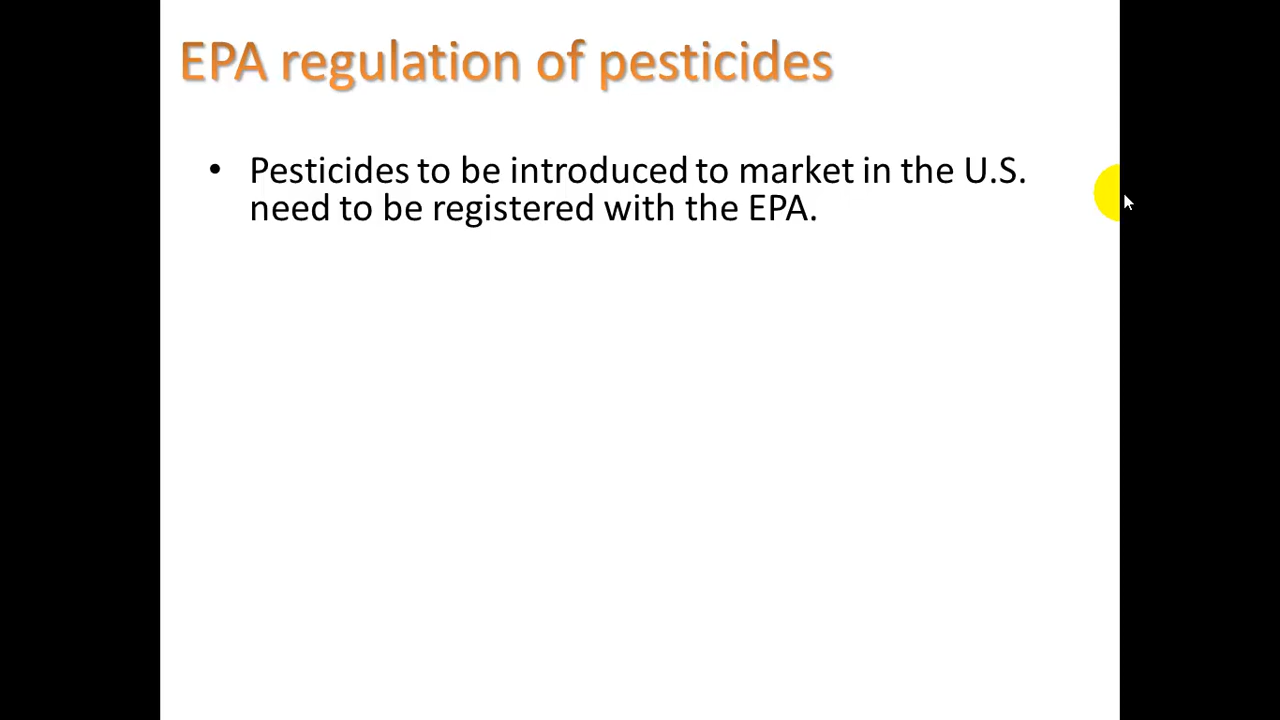 EPA regulation of pesticides
• Pesticides to be introduced to market in the U.S.
need to be registered with the EPA.